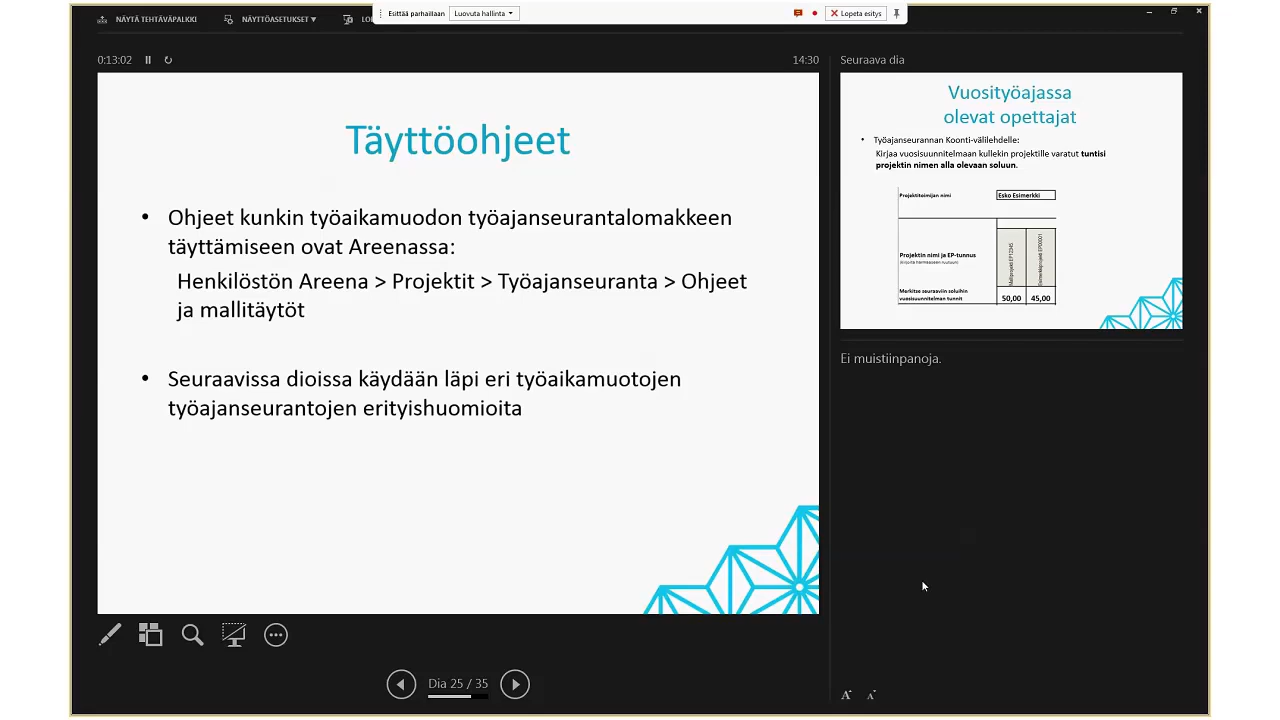 NÄYTÄ TEHTÄVÄPALKKI
NÄYTTÖASETUKSET ▼
Esittää parhaillaan
Luovuta hallinta
Lopeta esitys
0:13:02
14:30
Täyttöohjeet
• Ohjeet kunkin työaikamuodon työajanseurantalomakkeen
täyttämiseen ovat Areenassa:
Henkilöstön Areena > Projektit > Työajanseuranta > Ohjeet
ja mallitäytöt
• Seuraavissa dioissa käydään läpi eri työaikamuotojen
työajanseurantojen erityishuomioita
Dia 25 / 35
Seuraava dia
Vuosityöajassa
olevat opettajat
• Työajanseurannan Koonti-välilehdelle:
Kirjaa vuosisuunnitelmaan kullekin projektille varatut tuntisi
projektin nimen alla olevaan soluun.
Projektitoimijan nimi
Esko Esimerkki
Projektin nimi ja EP-tunnus
Malliprojekti EP12345
Esimerkkiprojekti EP00001
Merkitse seuraaviin soluihin
vuosisuunnitelman tunnit
50,00
45,00
Ei muistiinpanoja.
A
A